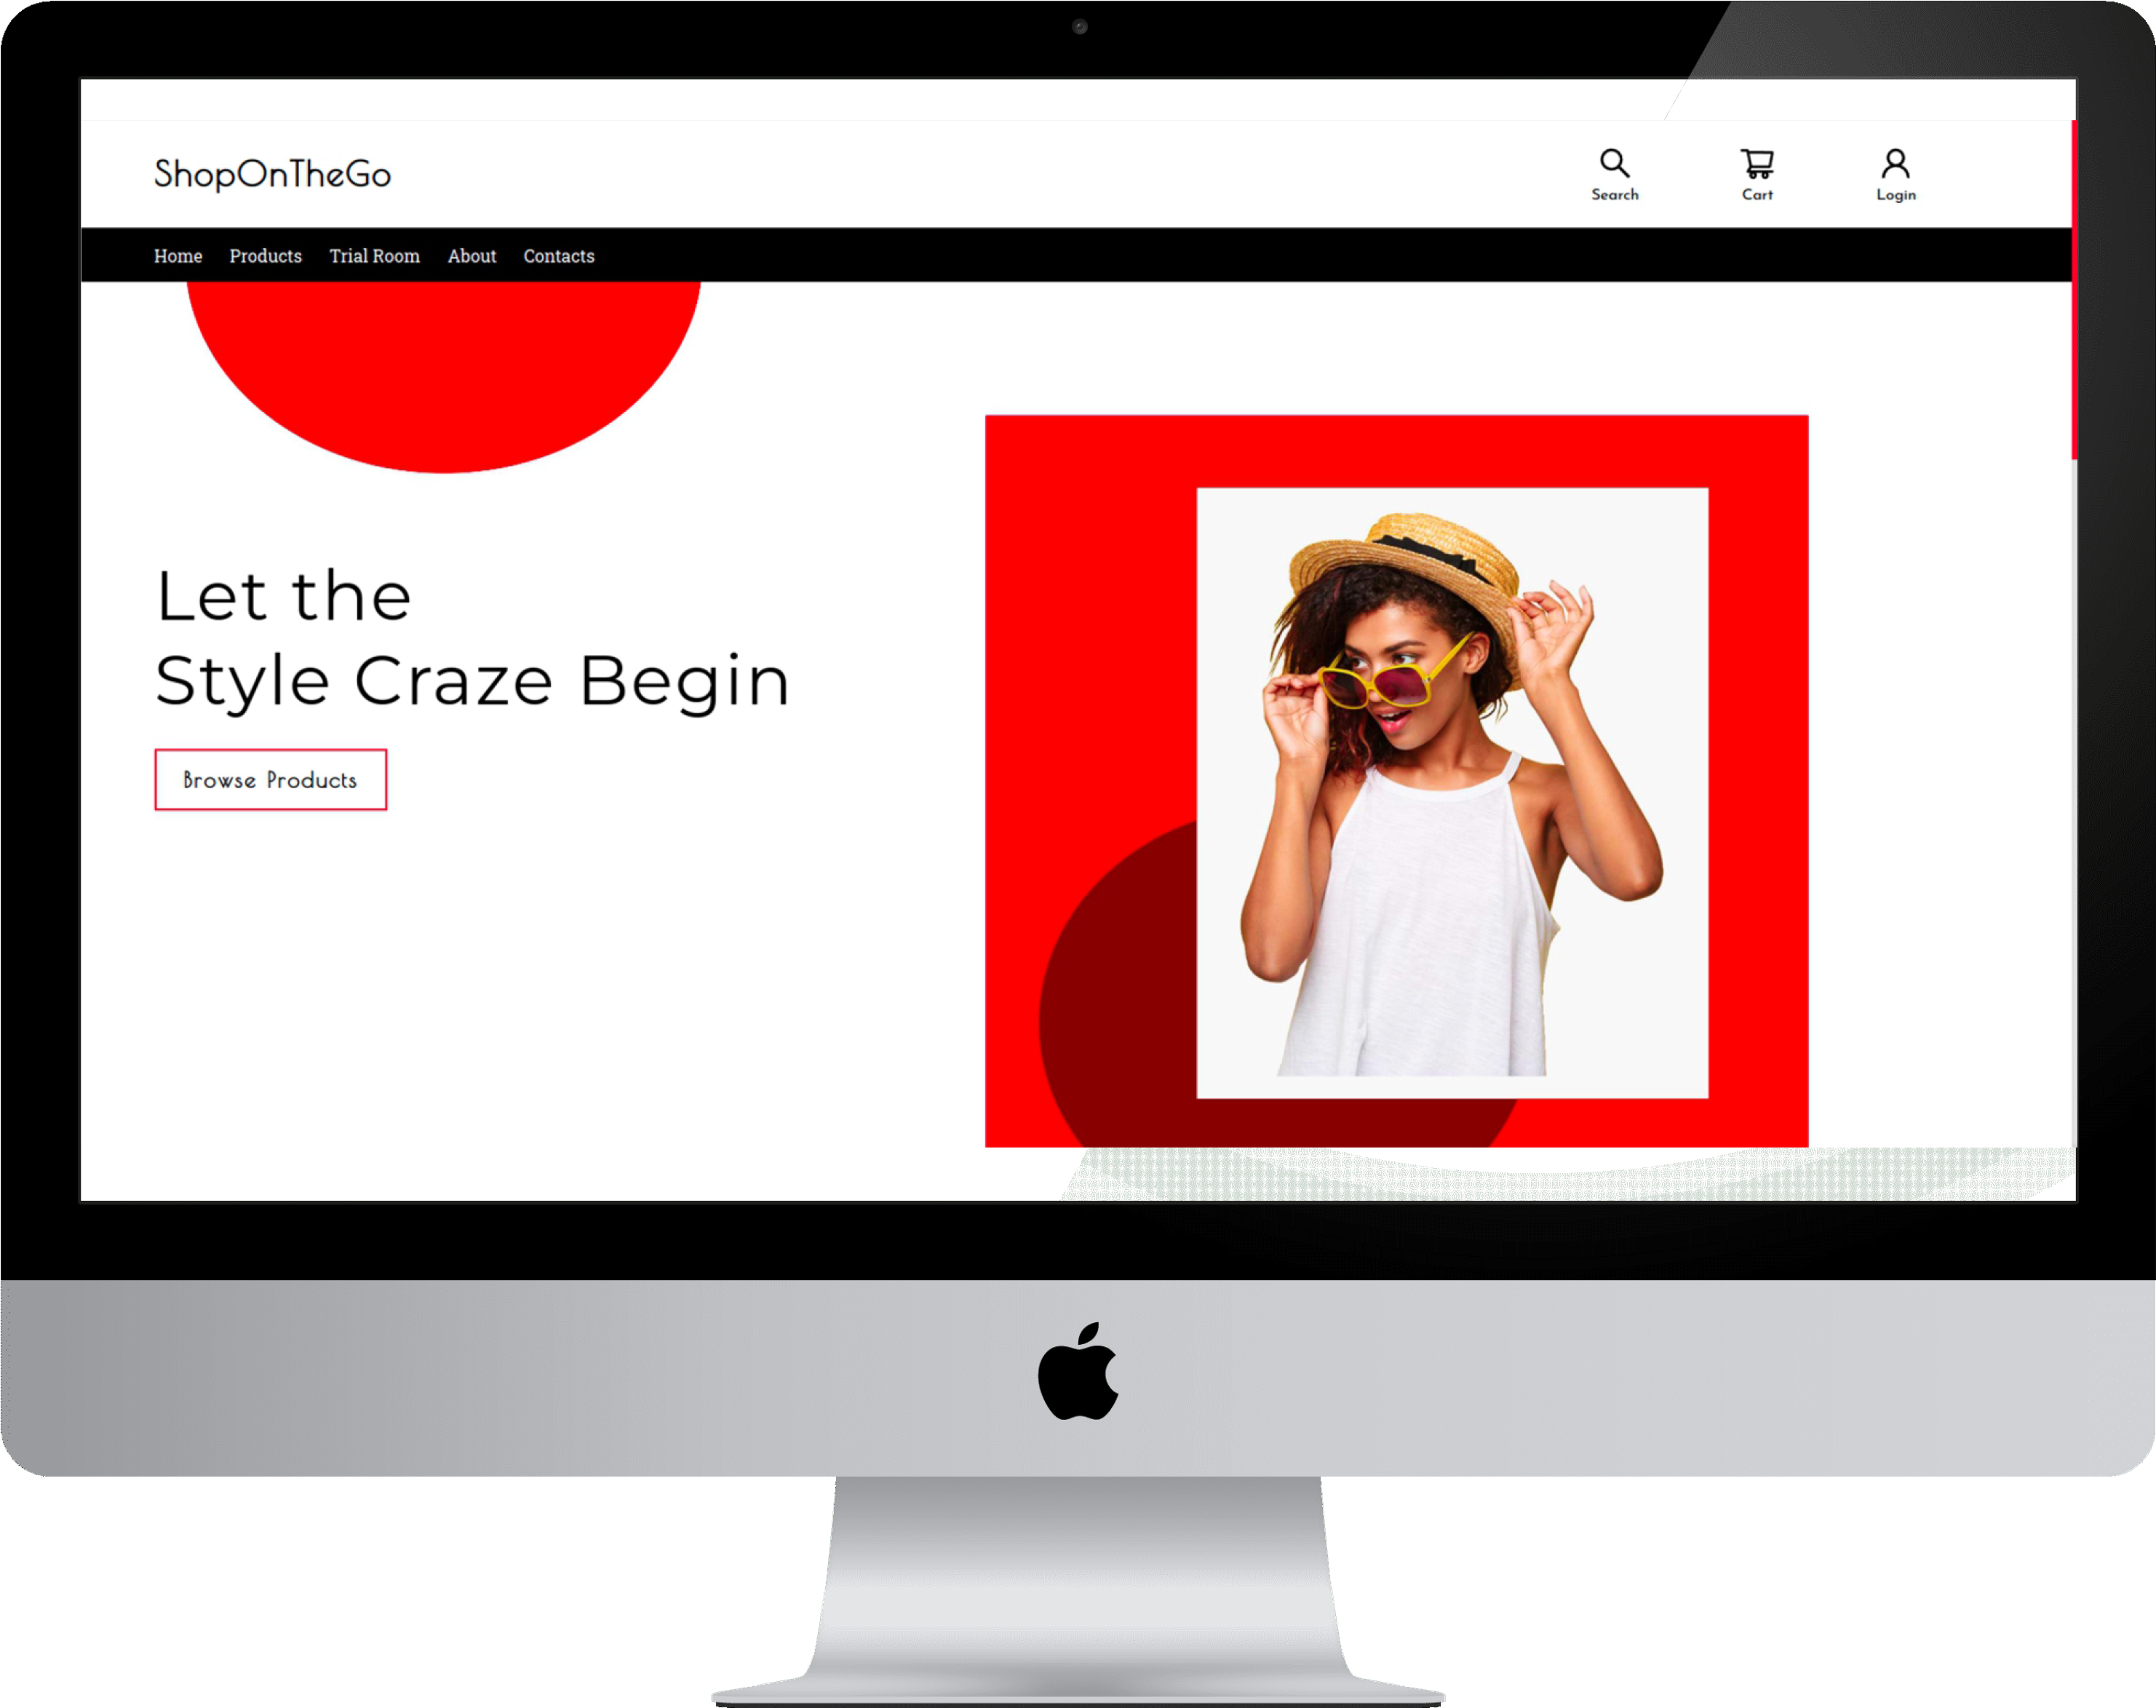 ShopOnTheGo
Search Cart Login
Home Products Trial Room About Contacts
Let the
Style Craze Begin
Browse Products